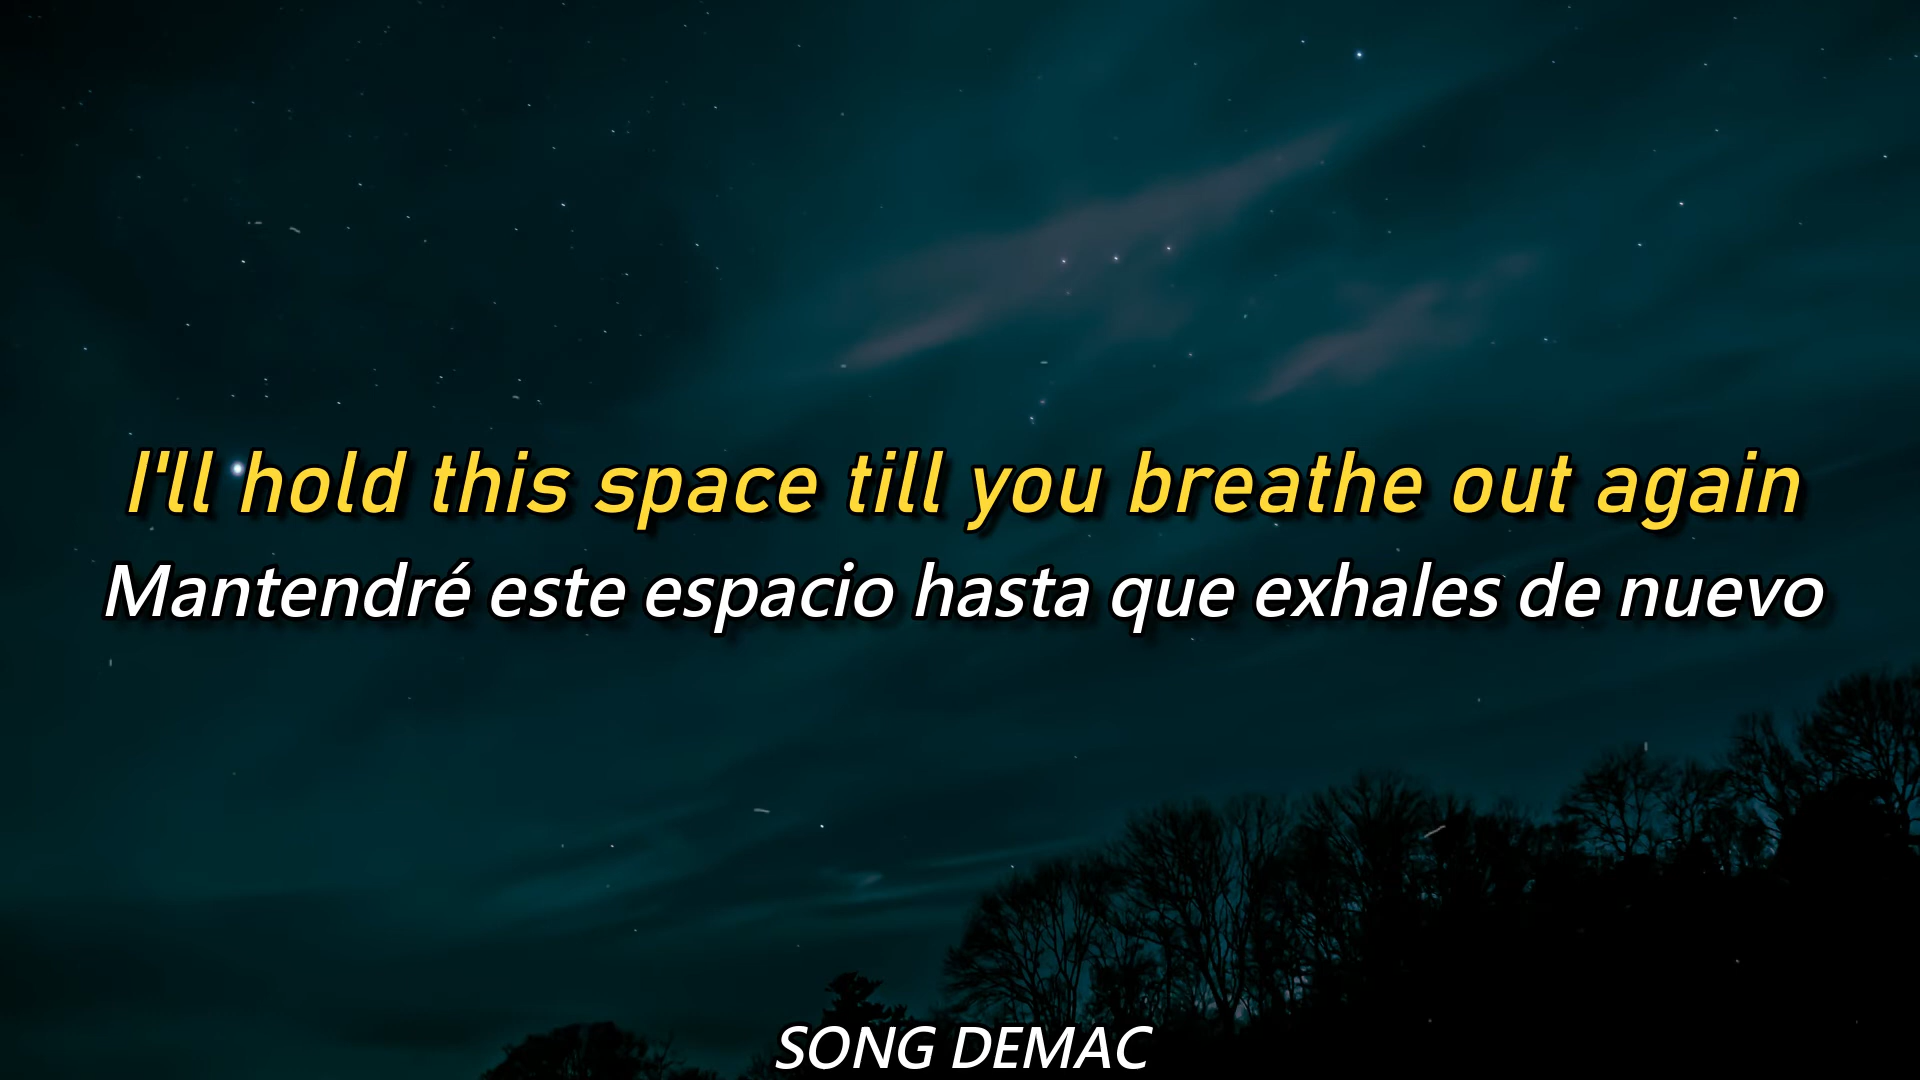 I'll hold this space till you breathe out again
Mantendré este espacio hasta que exhales de nuevo
SONG DEMAC